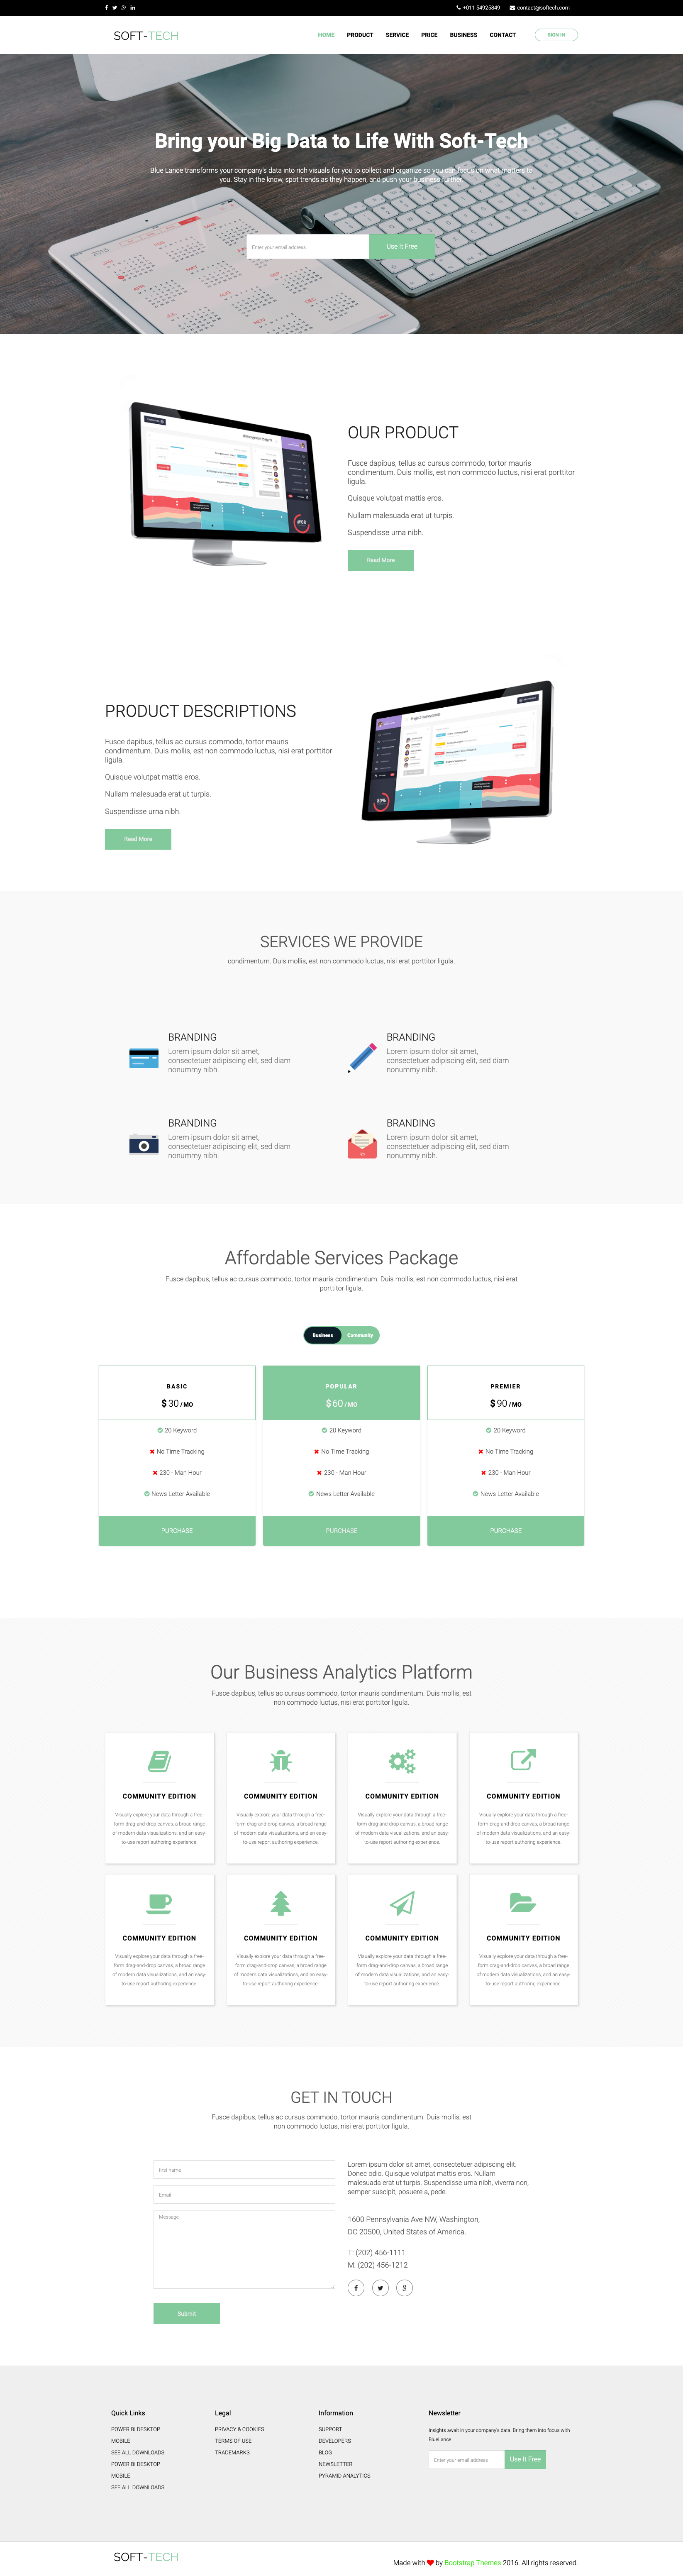 +011 54925849 contact@softech.com
SOFT-TECH HOME PRODUCT SERVICE PRICE BUSINESS CONTACT SIGN IN
Bring your Big Data to Life With Soft-Tech
Blue Lance transforms your company's data into rich visuals for you to collect and organize so you can focus on what matters to
you. Stay in the know, spot trends as they happen, and push your business further.
2015
Enter your email address Use It Free
OUR PRODUCT
Fusce dapibus, tellus ac cursus commodo, tortor mauris
condimentum. Duis mollis, est non commodo luctus, nisi erat porttitor
ligula.
Quisque volutpat mattis eros.
Nullam malesuada erat ut turpis.
Suspendisse urna nibh.
Read More
PRODUCT DESCRIPTIONS
Fusce dapibus, tellus ac cursus commodo, tortor mauris
condimentum. Duis mollis, est non commodo luctus, nisi erat porttitor
ligula.
Quisque volutpat mattis eros.
Nullam malesuada erat ut turpis.
Suspendisse urna nibh.
Read More
80%
SERVICES WE PROVIDE
condimentum. Duis mollis, est non commodo luctus, nisi erat porttitor ligula.
BRANDING
Lorem ipsum dolor sit amet,
consectetuer adipiscing elit, sed diam
nonummy nibh.
BRANDING
Lorem ipsum dolor sit amet,
consectetuer adipiscing elit, sed diam
nonummy nibh.
BRANDING
Lorem ipsum dolor sit amet,
consectetuer adipiscing elit, sed diam
nonummy nibh.
BRANDING
Lorem ipsum dolor sit amet,
consectetuer adipiscing elit, sed diam
nonummy nibh.
Affordable Services Package
Fusce dapibus, tellus ac cursus commodo, tortor mauris condimentum. Duis mollis, est non commodo luctus, nisi erat
porttitor ligula.
Business Community
BASIC
$ 30 / MO
20 Keyword
No Time Tracking
230 - Man Hour
News Letter Available
PURCHASE
POPULAR
$ 60 / MO
20 Keyword
No Time Tracking
230 - Man Hour
News Letter Available
PURCHASE
PREMIER
$ 90 / MO
20 Keyword
No Time Tracking
230 - Man Hour
News Letter Available
PURCHASE
Our Business Analytics Platform
Fusce dapibus, tellus ac cursus commodo, tortor mauris condimentum. Duis mollis, est
non commodo luctus, nisi erat porttitor ligula.
COMMUNITY EDITION
Visually explore your data through a free-
form drag-and-drop canvas, a broad range
of modern data visualizations, and an easy-
to-use report authoring experience.
COMMUNITY EDITION
Visually explore your data through a free-
form drag-and-drop canvas, a broad range
of modern data visualizations, and an easy-
to-use report authoring experience.
COMMUNITY EDITION
Visually explore your data through a free-
form drag-and-drop canvas, a broad range
of modern data visualizations, and an easy-
to-use report authoring experience.
COMMUNITY EDITION
Visually explore your data through a free-
form drag-and-drop canvas, a broad range
of modern data visualizations, and an easy-
to-use report authoring experience.
COMMUNITY EDITION
Visually explore your data through a free-
form drag-and-drop canvas, a broad range
of modern data visualizations, and an easy-
to-use report authoring experience.
COMMUNITY EDITION
Visually explore your data through a free-
form drag-and-drop canvas, a broad range
of modern data visualizations, and an easy-
to-use report authoring experience.
COMMUNITY EDITION
Visually explore your data through a free-
form drag-and-drop canvas, a broad range
of modern data visualizations, and an easy-
to-use report authoring experience.
COMMUNITY EDITION
Visually explore your data through a free-
form drag-and-drop canvas, a broad range
of modern data visualizations, and an easy-
to-use report authoring experience.
GET IN TOUCH
Fusce dapibus, tellus ac cursus commodo, tortor mauris condimentum. Duis mollis, est
non commodo luctus, nisi erat porttitor ligula.
first name
Email
Message
Submit
Lorem ipsum dolor sit amet, consectetuer adipiscing elit.
Donec odio. Quisque volutpat mattis eros. Nullam
malesuada erat ut turpis. Suspendisse urna nibh, viverra non,
semper suscipit, posuere a, pede.
1600 Pennsylvania Ave NW, Washington,
DC 20500, United States of America.
T: (202) 456-1111
M: (202) 456-1212
Quick Links
POWER BI DESKTOP
MOBILE
SEE ALL DOWNLOADS
POWER BI DESKTOP
MOBILE
SEE ALL DOWNLOADS
Legal
PRIVACY & COOKIES
TERMS OF USE
TRADEMARKS
Information
SUPPORT
DEVELOPERS
BLOG
NEWSLETTER
PYRAMID ANALYTICS
Newsletter
Insights await in your company's data. Bring them into focus with
BlueLance.
Enter your email address Use it Free
SOFT-TECH
Made with by Bootstrap Themes 2016. All rights reserved.